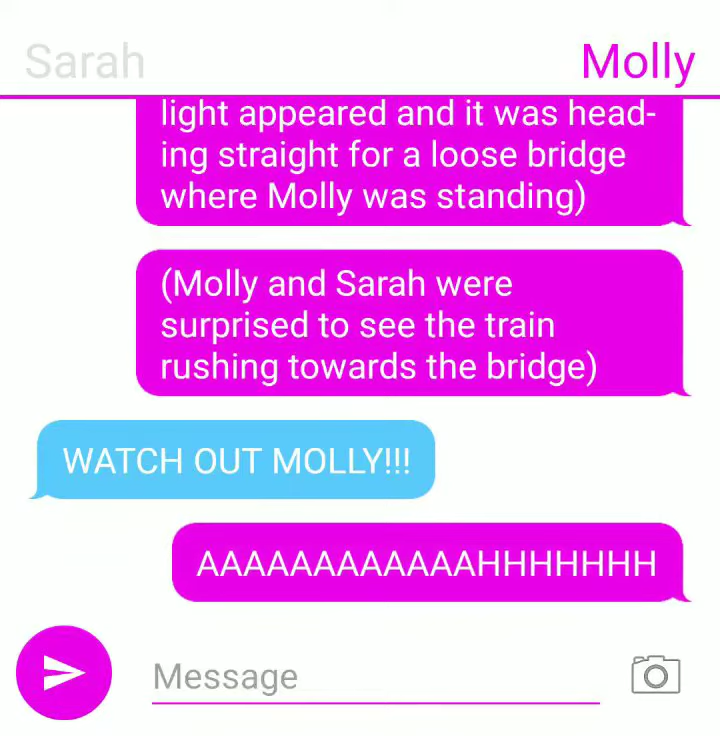 Sarah
Molly
light appeared and it was head-
ing straight for a loose bridge
where Molly was standing)
(Molly and Sarah were
surprised to see the train
rushing towards the bridge)
WATCH OUT MOLLY!!!
AAAAAAAAAAAAHHHHHHH
Message